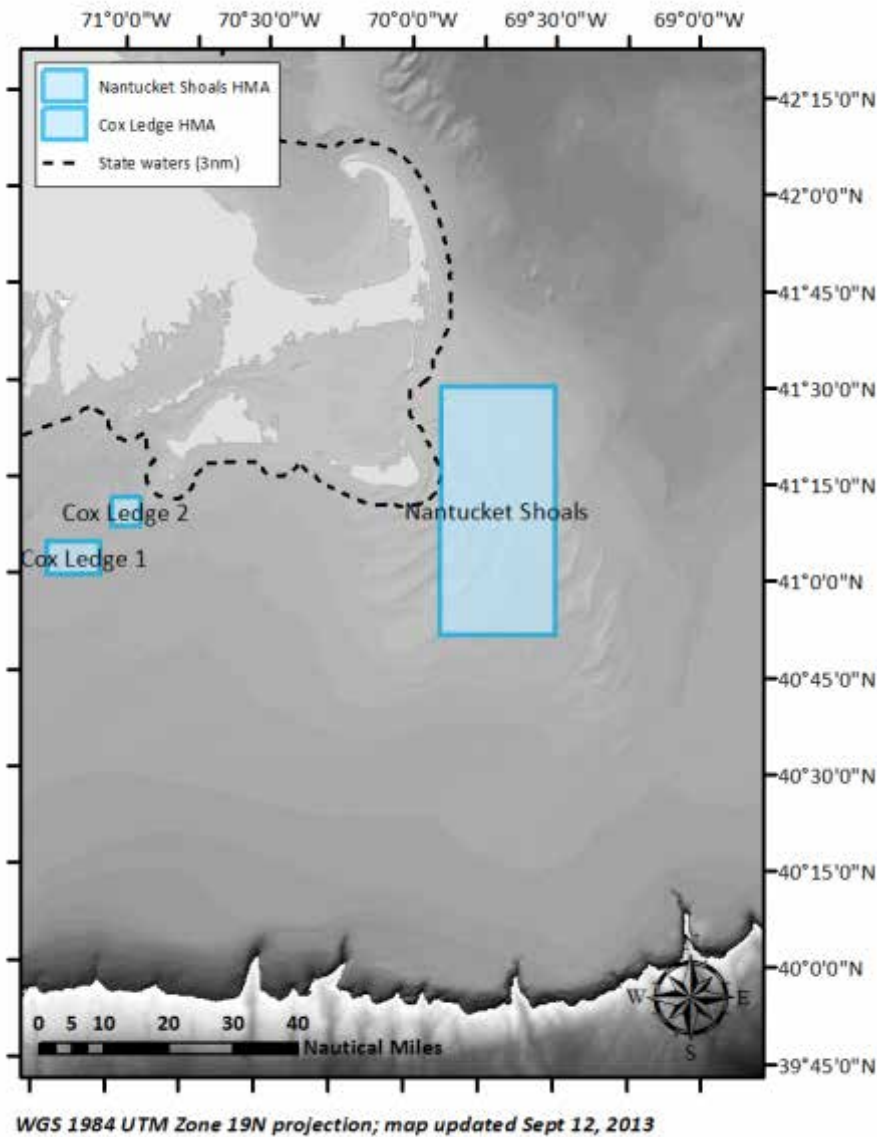 71°0'0"W 70°30'0"W 70°0'0"W 69°30'0"W 69°0'0"W
Nantucket Shoals HMA
Cox Ledge HMA
State waters (3nm)
42°15'0"N
42°0'0"N
41°45'0"N
41°30'0"N
41°15'0"N
Cox Ledge 2
Nantucket Shoals
Cox Ledge 1
41°0'0"N
40°45'0"N
40°30'0"N
40°15'0"N
40°0'0"N
W E
S
0 5 10 20 30 40
Nautical Miles
39°45'0"N
WGS 1984 UTM Zone 19N projection; map updated Sept 12, 2013